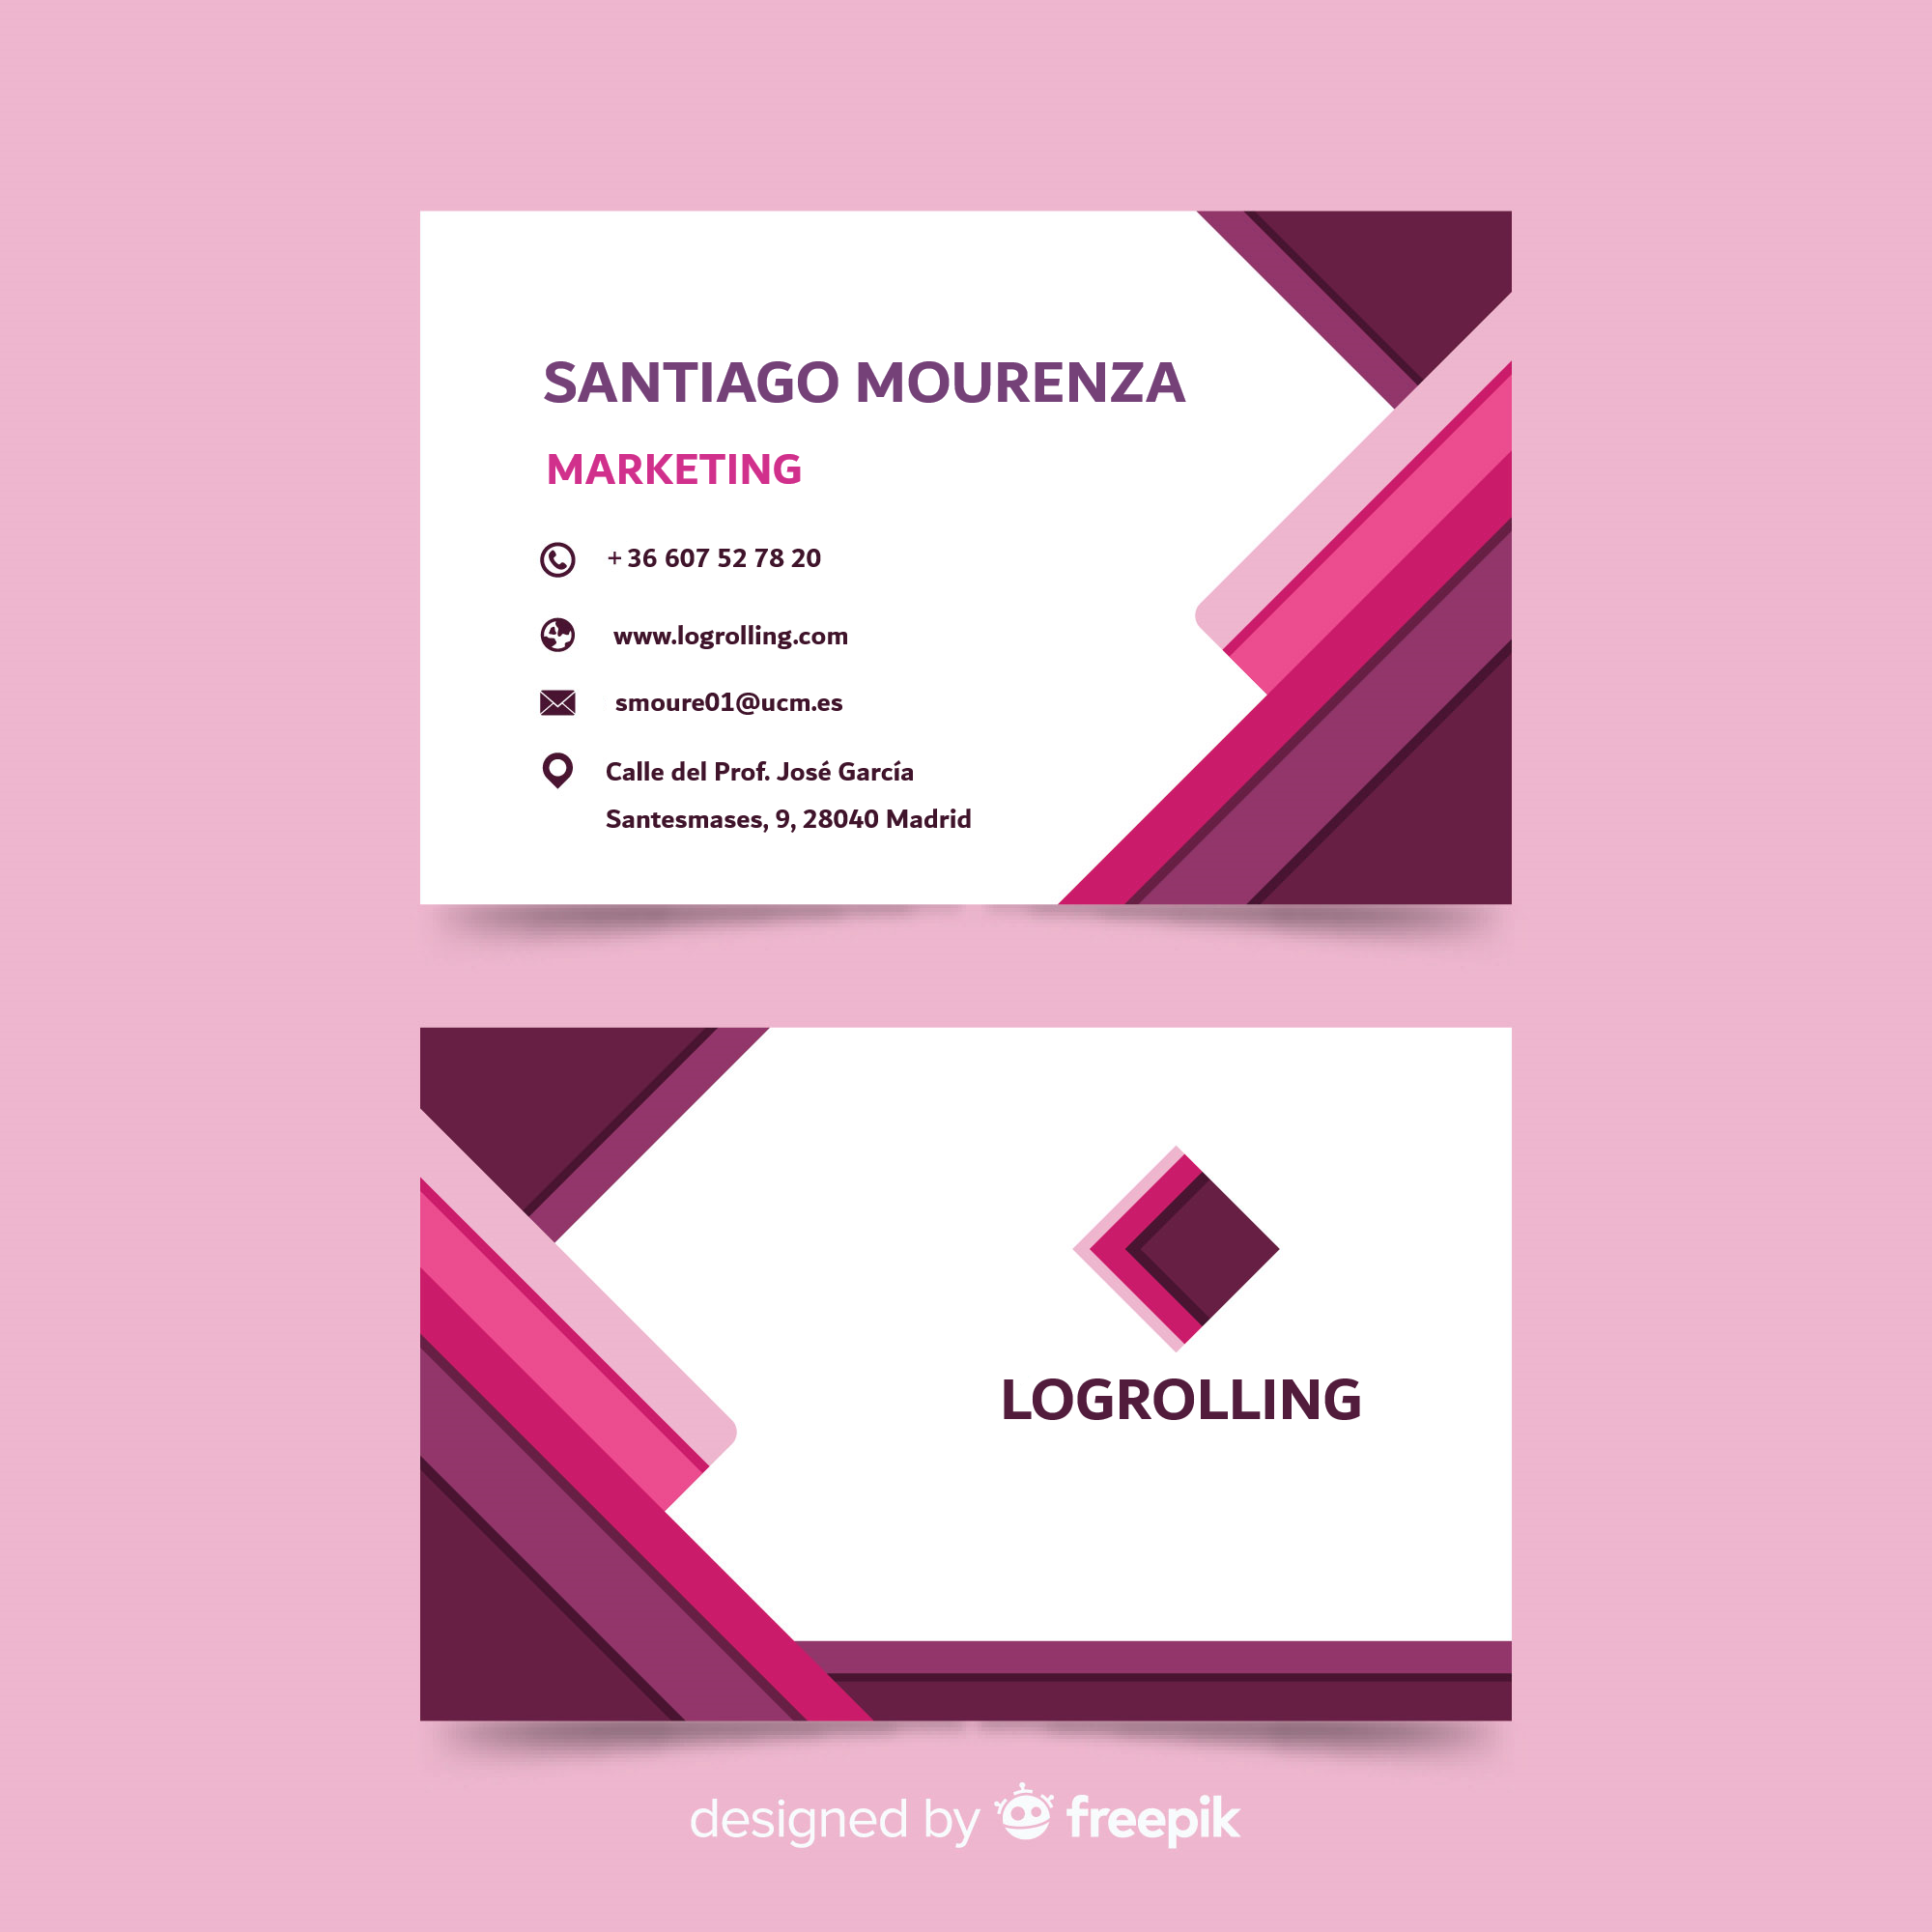 SANTIAGO MOURENZA
MARKETING
+ 36 607 52 78 20
www.logrolling.com
smoure01@ucm.es
Calle del Prof. José García
Santesmases, 9, 28040 Madrid
LOGROLLING
designed by freepik